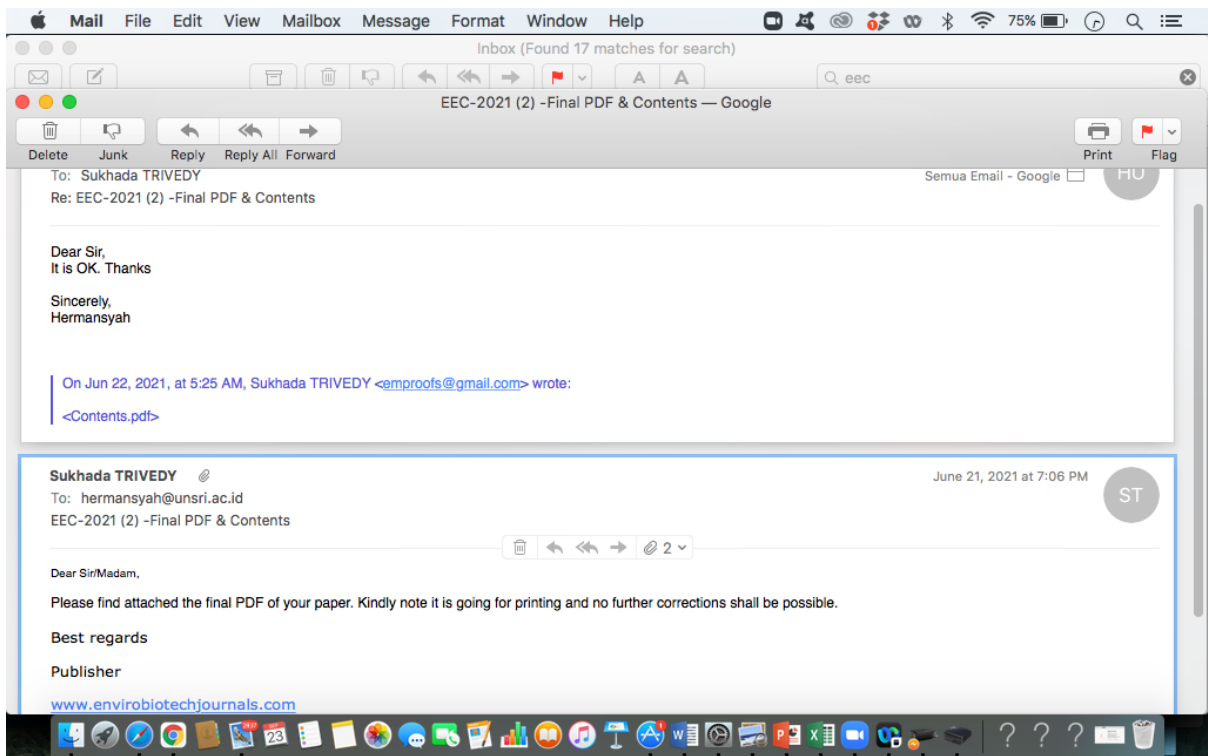 Mail File Edit View Mailbox Message Format Window Help 75%
Inbox (Found 17 matches for search)
A A eec
EEC-2021 (2) -Final PDF & Contents — Google
Delete Junk Reply Reply All Forward Print Flag
To: Sukhada TRIVEDY Semua Email - Google HU
Re: EEC-2021 (2) -Final PDF & Contents
Dear Sir,
It is OK. Thanks
Sincerely,
Hermansyah
On Jun 22, 2021, at 5:25 AM, Sukhada TRIVEDY <emproofs@gmail.com> wrote:
<Contents.pdf>
Sukhada TRIVEDY June 21, 2021 at 7:06 PM ST
To: hermansyah@unsri.ac.id
EEC-2021 (2) -Final PDF & Contents
2
Dear Sir/Madam,
Please find attached the final PDF of your paper. Kindly note it is going for printing and no further corrections shall be possible.
Best regards
Publisher
www.envirobiotechjournals.com
23 W P X ? ? ?